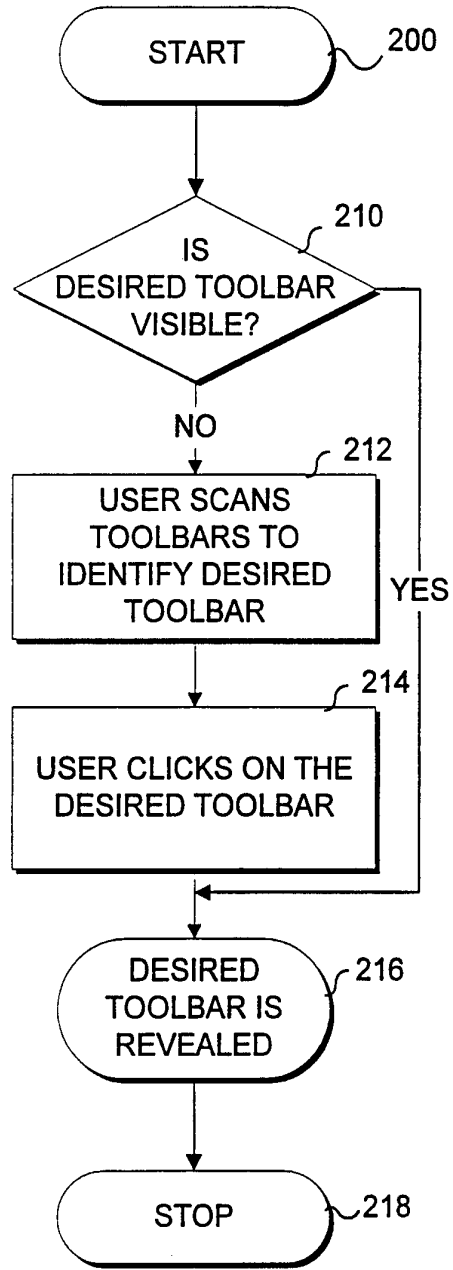 START
200
210
IS
DESIRED TOOLBAR
VISIBLE?
NO
212
USER SCANS
TOOLBARS TO
IDENTIFY DESIRED
TOOLBAR
YES
214
USER CLICKS ON THE
DESIRED TOOLBAR
DESIRED
TOOLBAR IS
REVEALED
216
STOP
218